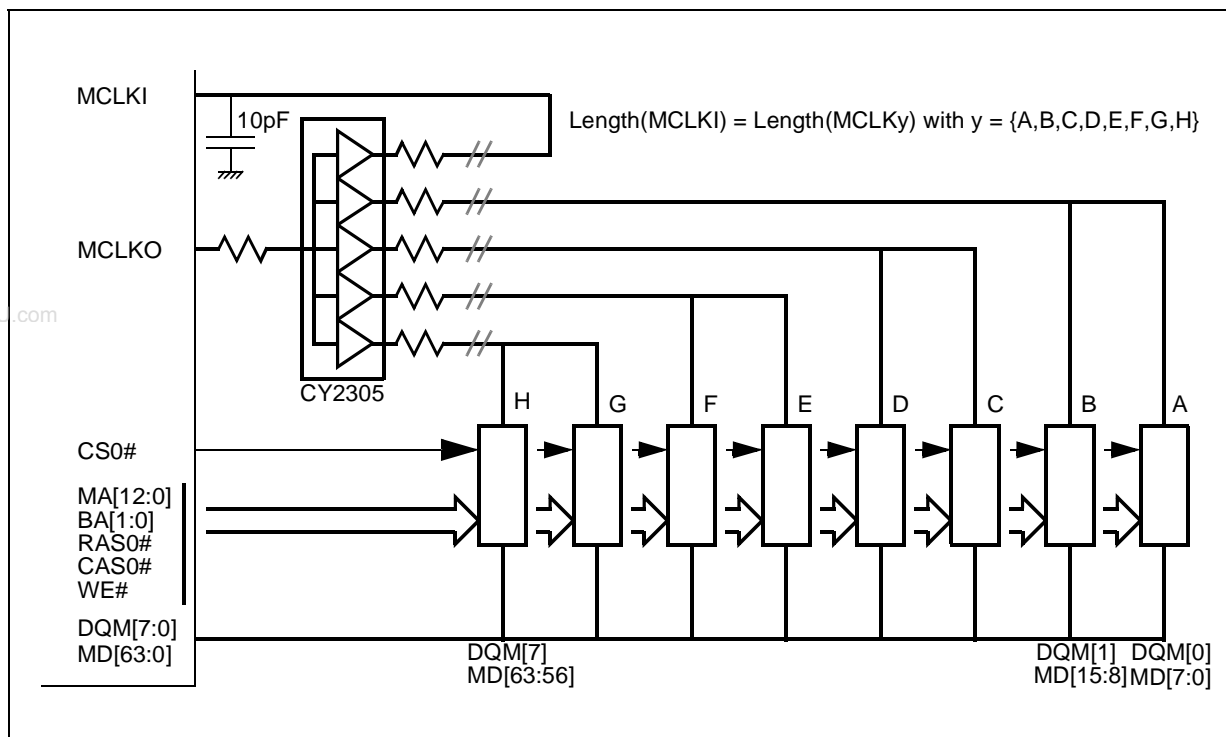 MCLKI
10pF
Length(MCLKI) = Length(MCLKy) with y = {A,B,C,D,E,F,G,H}
MCLKO
U.com
CY2305
H G F E D C B A
CS0#
MA[12:0]
BA[1:0]
RAS0#
CAS0#
WE#
DQM[7:0]
MD[63:0]
DQM[7]
MD[63:56]
DQM[1]
MD[15:8]
DQM[0]
MD[7:0]